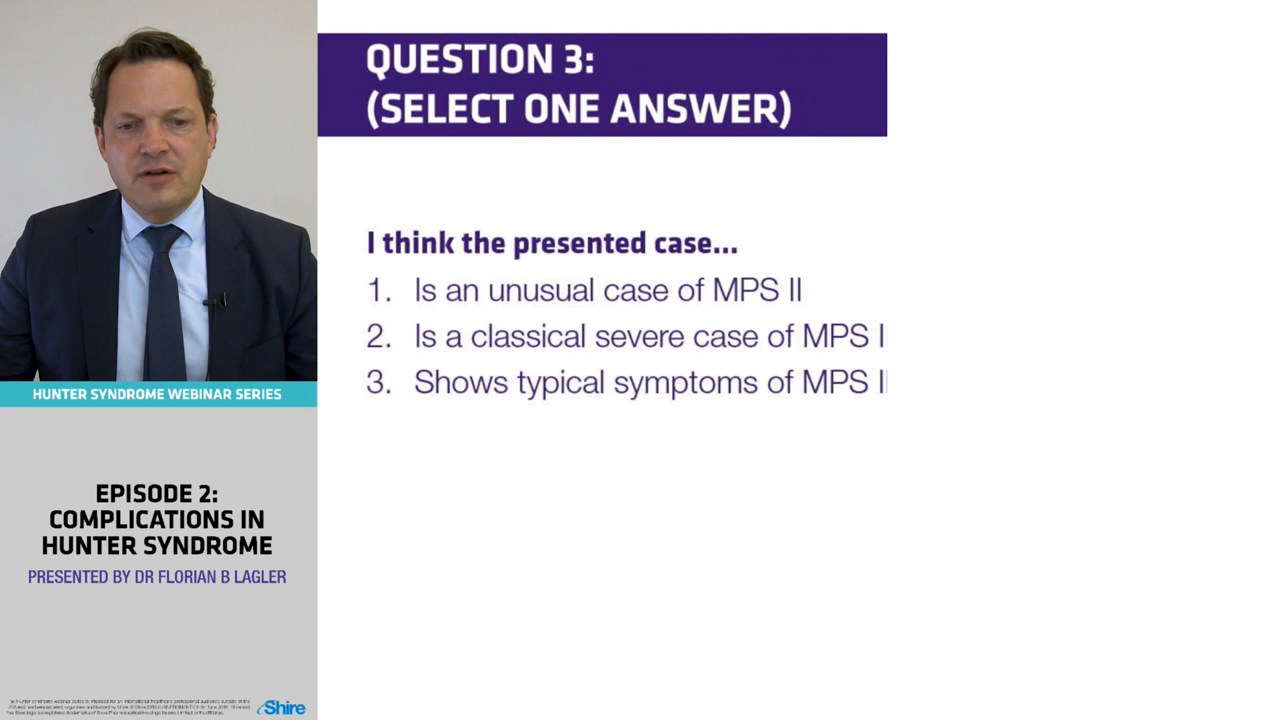 QUESTION 3:
(SELECT ONE ANSWER)
I think the presented case...
1. Is an unusual case of MPS II
2. Is a classical severe case of MPS I
3. Shows typical symptoms of MPS I
HUNTER SYNDROME WEBINAR SERIES
EPISODE 2:
COMPLICATIONS IN
HUNTER SYNDROME
PRESENTED BY DR FLORIAN B LAGLER
Shire